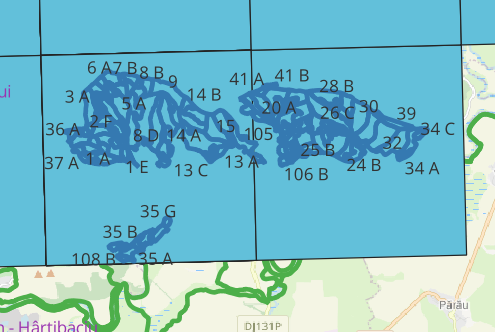 6 A
7 B
8 B
9
41 A
41 B
ui
3 A
5 A
14 B
28 B
20 A
26 C
30
39
2 F
36 A
8 D
14 A
15
105
34 C
32
37 A
1 A
1 E
13 C
13 A
25 B
24 B
34 A
106 B
35 G
35 B
108 B
35 A
Părău
n - Hârtibaciu
DJ131P